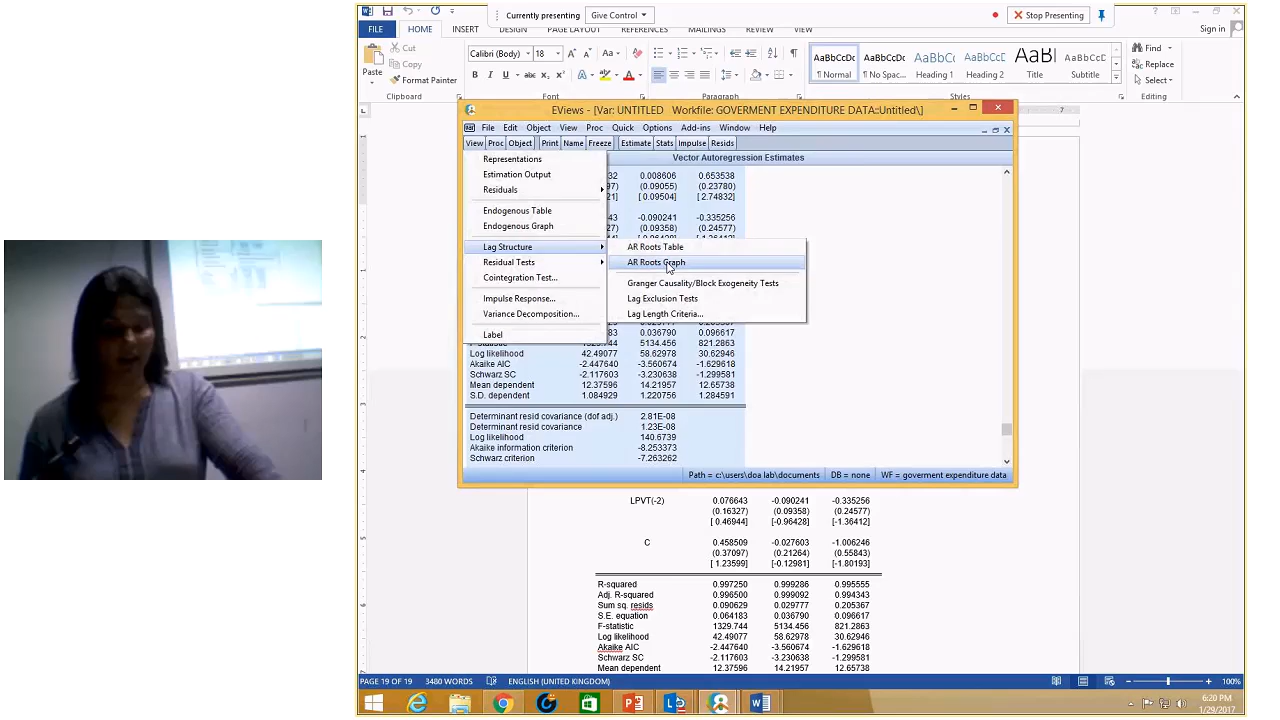 Currently presenting Give Control Stop Presenting
FILE HOME INSERT DESIGN PAGE LAYOUT REFERENCES MAILINGS REVIEW VIEW Sign in
Cut
Copy
Format Painter
Paste
Clipboard
Calibri (Body) 18
Font
Paragraph
AaBbCcDc AaBbCcDc AaBbCc AaBbCcC AaBl AaBbCcC
¶ Normal ¶ No Spac... Heading 1 Heading 2 Title Subtitle
Styles
Find
Replace
Select
Editing
EViews - [Var: UNTITLED Workfile: GOVERMENT EXPENDITURE DATA::Untitled\]
File Edit Object View Proc Quick Options Add-ins Window Help
View Proc Object Print Name Freeze Estimate Stats Impulse Resids
Vector Autoregression Estimates
Representations
Estimation Output
Residuals
Endogenous Table
Endogenous Graph
Lag Structure
Residual Tests
Cointegration Test...
Impulse Response...
Variance Decomposition...
Label
AR Roots Table
AR Roots Graph
Granger Causality/Block Exogeneity Tests
Lag Exclusion Tests
Lag Length Criteria...
0.008606 0.653538
(0.09055) (0.23780)
[ 0.09504] [ 2.74832]
-0.090241 -0.335256
(0.24577)
0.036790 0.096617
5134.456 821.2863
Log likelihood 42.49077 58.62978 30.62946
Akaike AIC -2.447640 -3.560674 -1.629618
Schwarz SC -2.117603 -3.230638 -1.299581
Mean dependent 12.37596 14.21957 12.65738
S.D. dependent 1.084929 1.220756 1.284591
Determinant resid covariance (dof adj.) 2.81E-08
Determinant resid covariance 1.23E-08
Log likelihood 140.6739
Akaike information criterion -8.253373
Schwarz criterion -7.263262
Path = c:\users\doa lab\documents DB = none WF = goverment expenditure data
LPVT(-2) 0.076643 -0.090241 -0.335256
(0.16327) (0.09358) (0.24577)
[ 0.46944] [-0.96428] [-1.36412]
C 0.458509 -0.027603 -1.006246
(0.37097) (0.21264) (0.55843)
[ 1.23599] [-0.12981] [-1.80193]
R-squared 0.997250 0.999286 0.995555
Adj. R-squared 0.996500 0.999092 0.994343
Sum sq. resids 0.090629 0.029777 0.205367
S.E. equation 0.064183 0.036790 0.096617
F-statistic 1329.744 5134.456 821.2863
Log likelihood 42.49077 58.62978 30.62946
Akaike AIC -2.447640 -3.560674 -1.629618
Schwarz SC -2.117603 -3.230638 -1.299581
Mean dependent 12.37596 14.21957 12.65738
PAGE 19 OF 19 3480 WORDS ENGLISH (UNITED KINGDOM) 100%
6:20 PM
1/29/2017